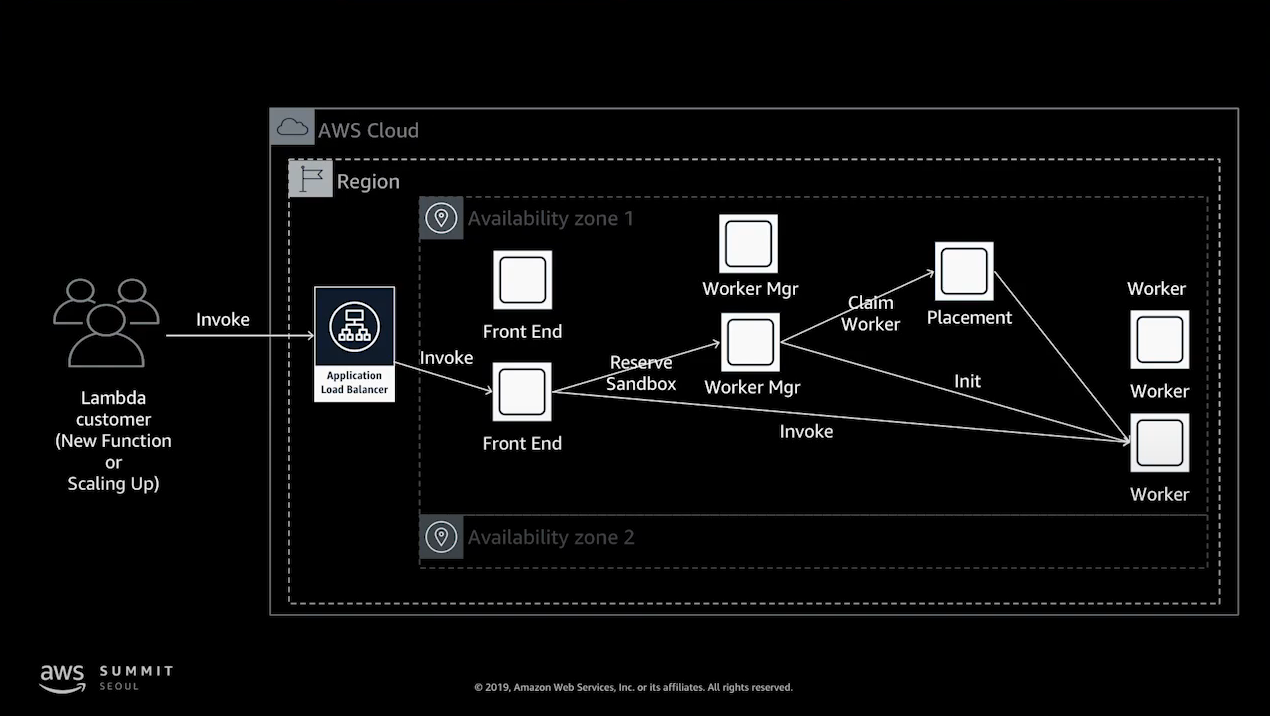 AWS Cloud
Region
Availability zone 1
Worker Mgr
Front End
Claim
Worker
Placement
Worker
Invoke
Application
Load Balancer
Invoke
Reserve
Sandbox
Worker Mgr
Init
Worker
Lambda
customer
(New Function
or
Scaling Up)
Front End
Invoke
Worker
Availability zone 2
aws SUMMIT
SEOUL
© 2019, Amazon Web Services, Inc. or its affiliates. All rights reserved.